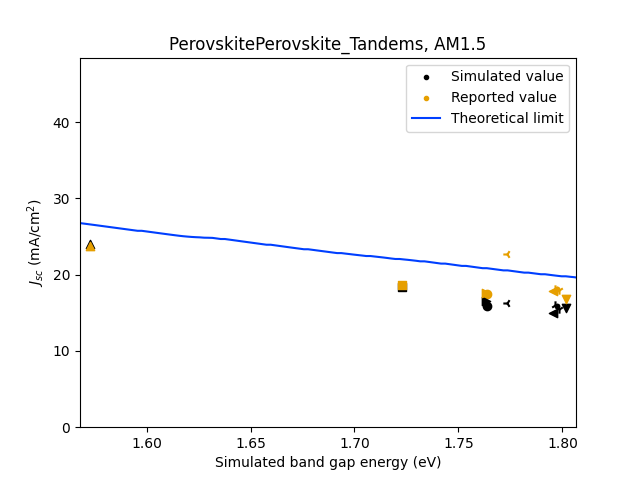 PerovskitePerovskite_Tandems, AM1.5
Simulated value
Reported value
Theoretical limit
40
30
20
10
0
J_sc (mA/cm²)
1.60 1.65 1.70 1.75 1.80
Simulated band gap energy (eV)